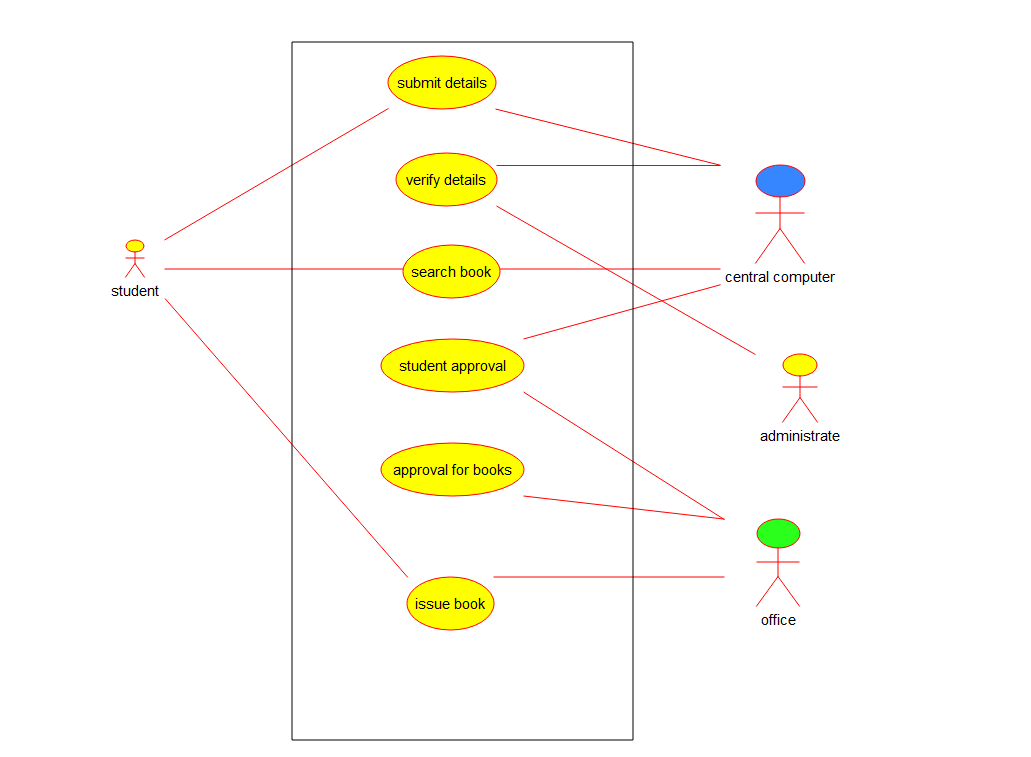 submit details
verify details
search book
student approval
approval for books
issue book
student
central computer
administrate
office